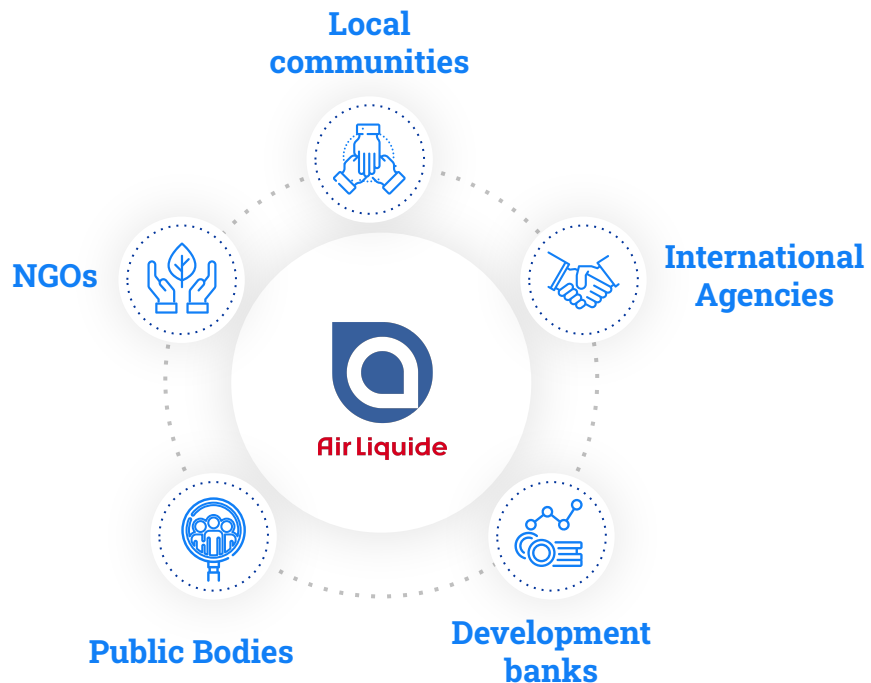 Local
communities
NGOs
International
Agencies
Air Liquide
Public Bodies
Development
banks